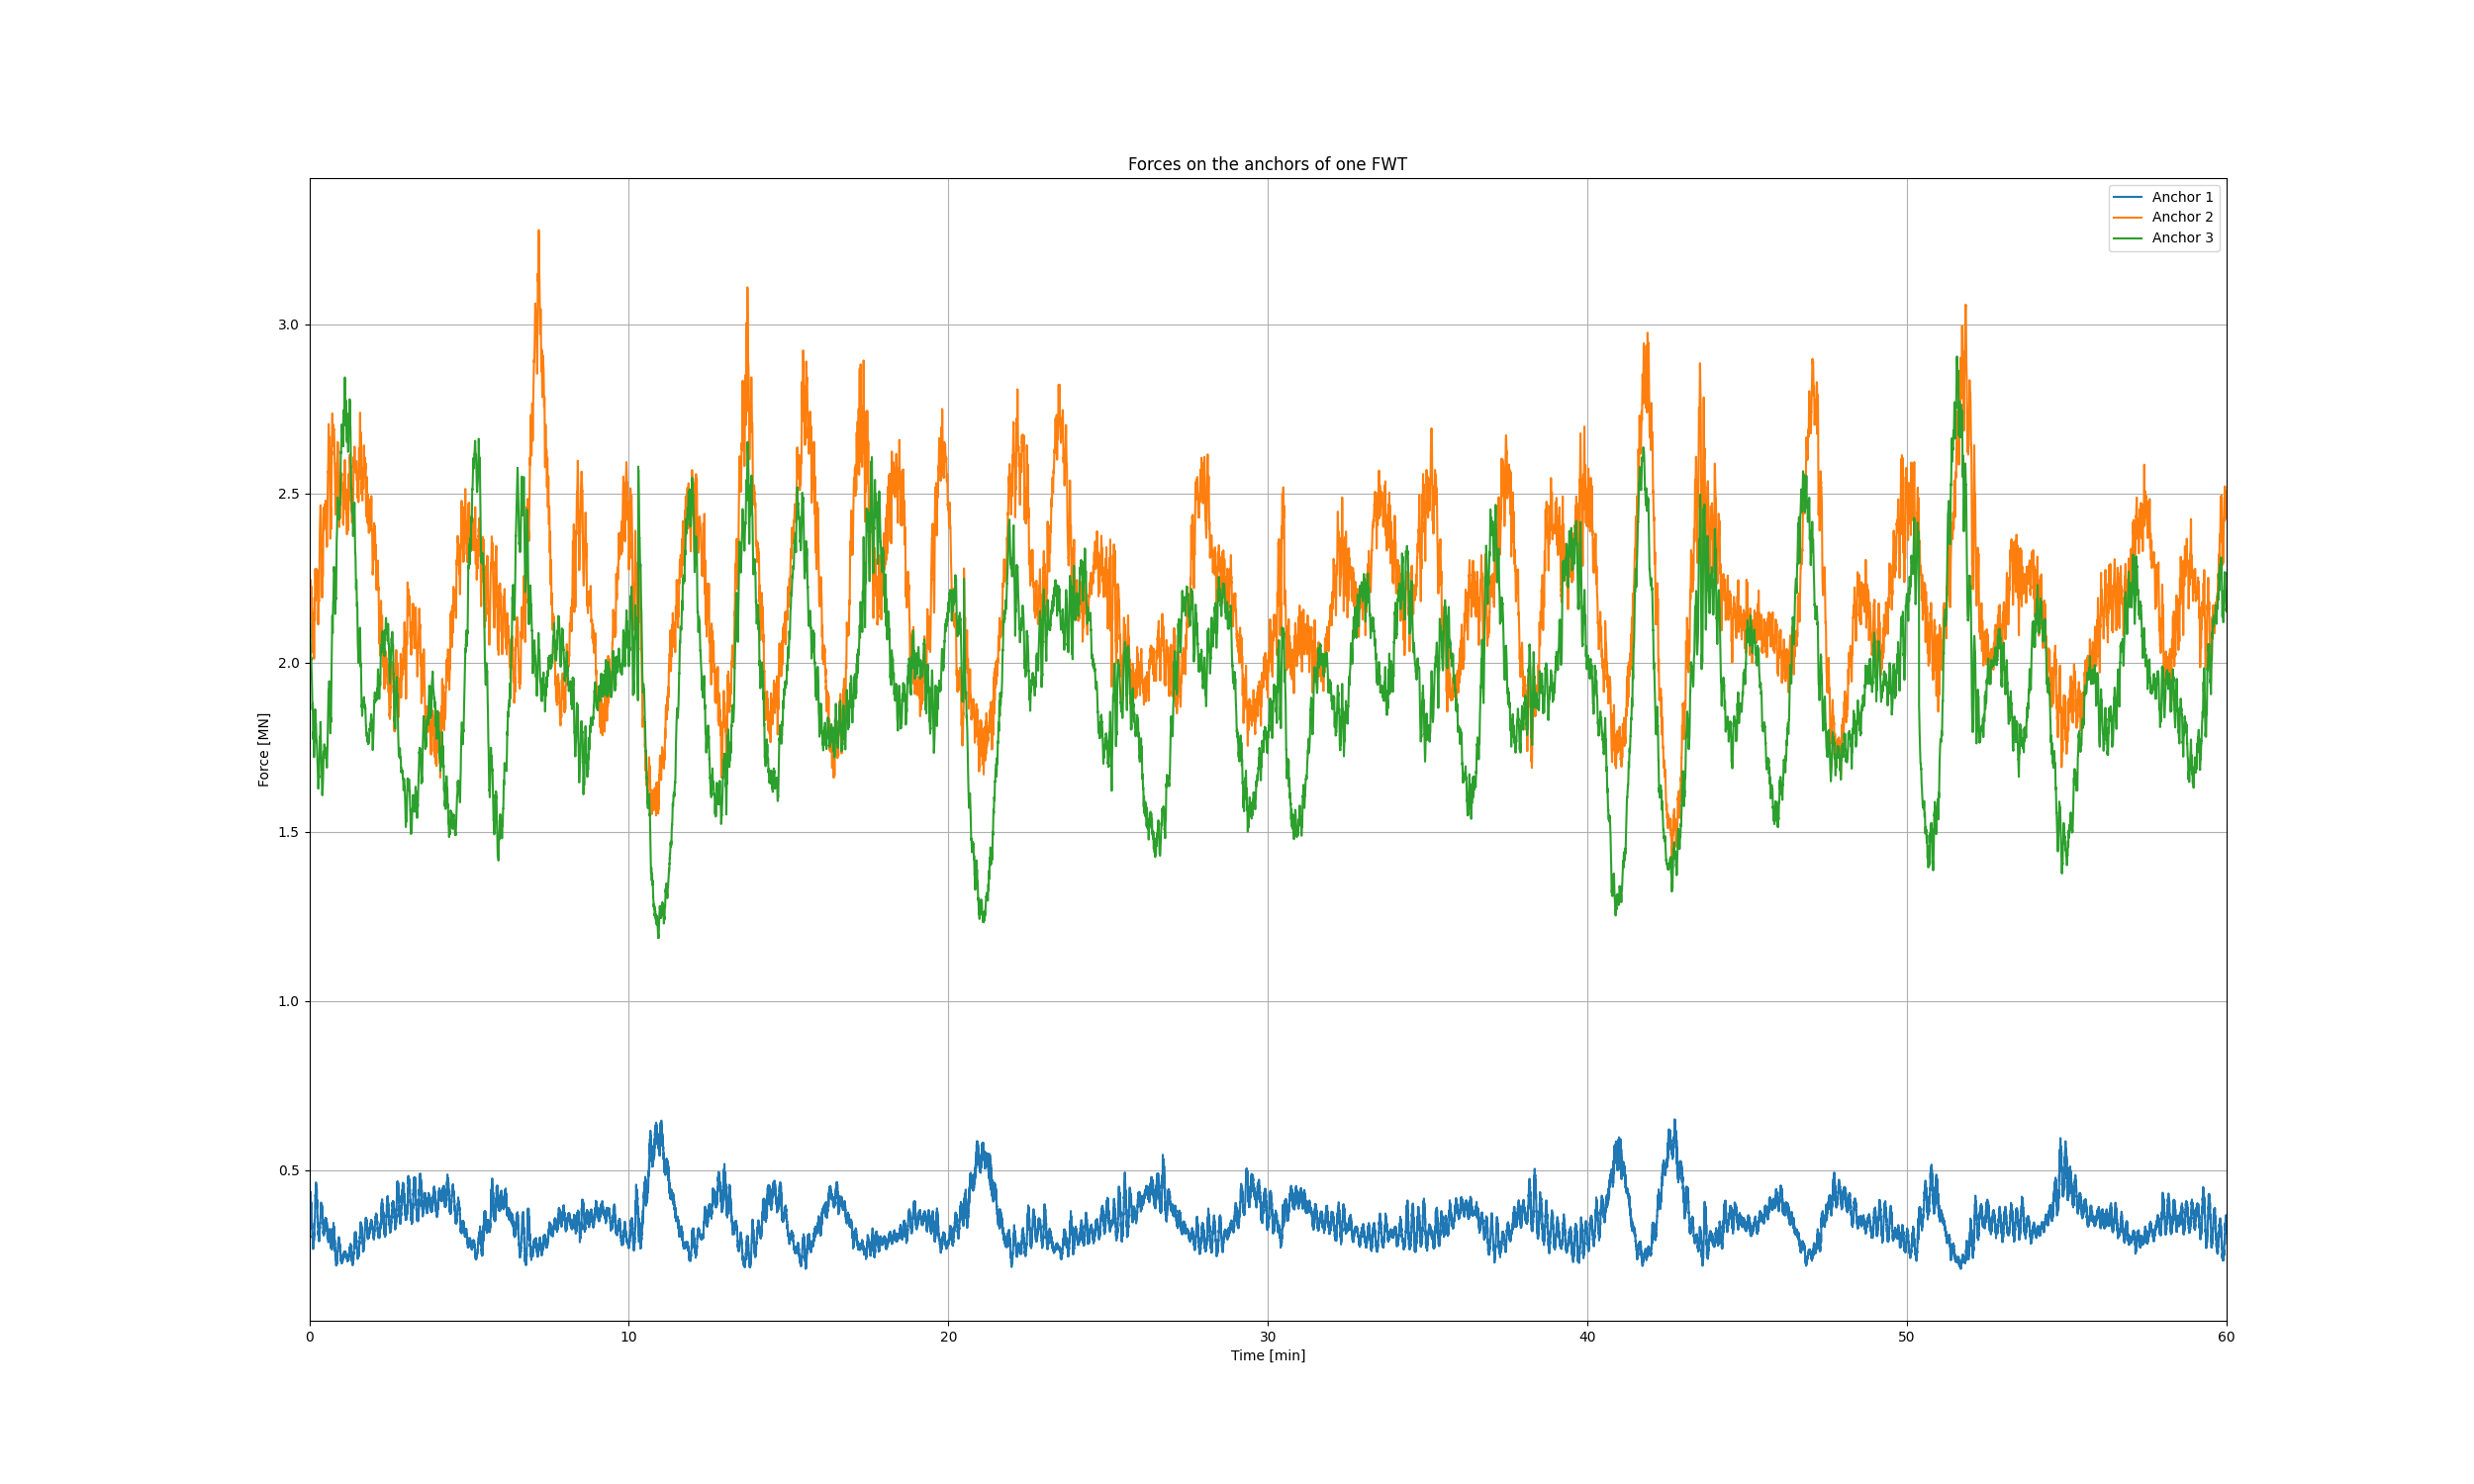 Forces on the anchors of one FWT
Anchor 1
Anchor 2
Anchor 3
Force [MN]
3.0
2.5
2.0
1.5
1.0
0.5
0 10 20 30 40 50 60
Time [min]